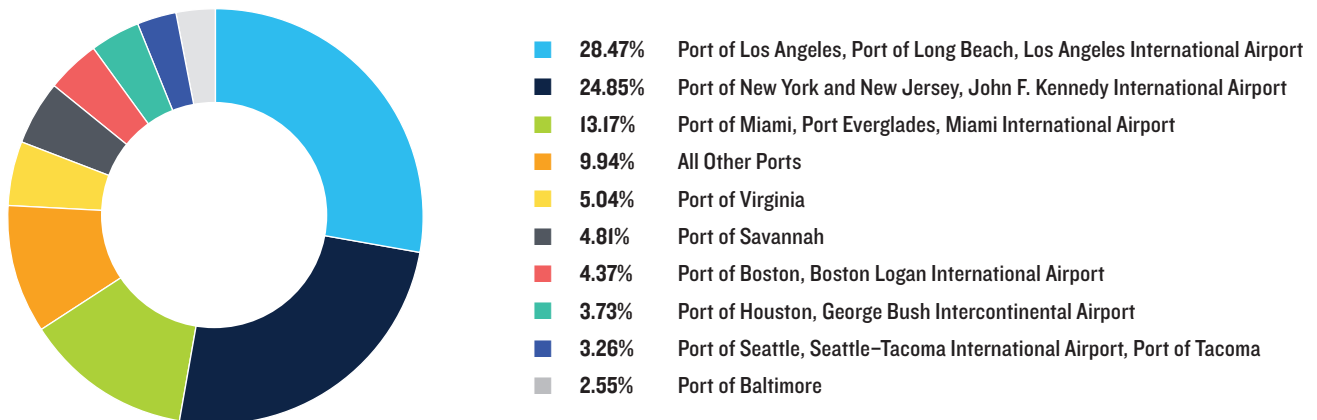 28.47% Port of Los Angeles, Port of Long Beach, Los Angeles International Airport
24.85% Port of New York and New Jersey, John F. Kennedy International Airport
13.17% Port of Miami, Port Everglades, Miami International Airport
9.94% All Other Ports
5.04% Port of Virginia
4.81% Port of Savannah
4.37% Port of Boston, Boston Logan International Airport
3.73% Port of Houston, George Bush Intercontinental Airport
3.26% Port of Seattle, Seattle–Tacoma International Airport, Port of Tacoma
2.55% Port of Baltimore